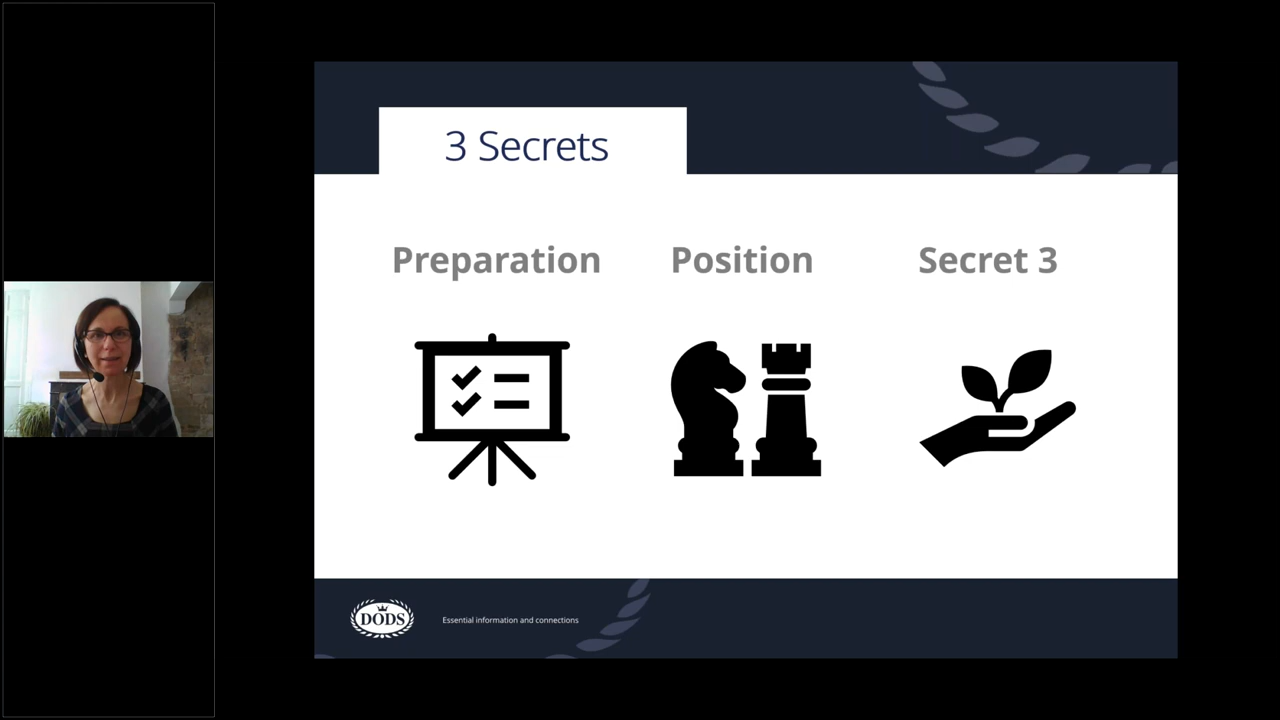 3 Secrets
Preparation
Position
Secret 3
DODS
Essential information and connections